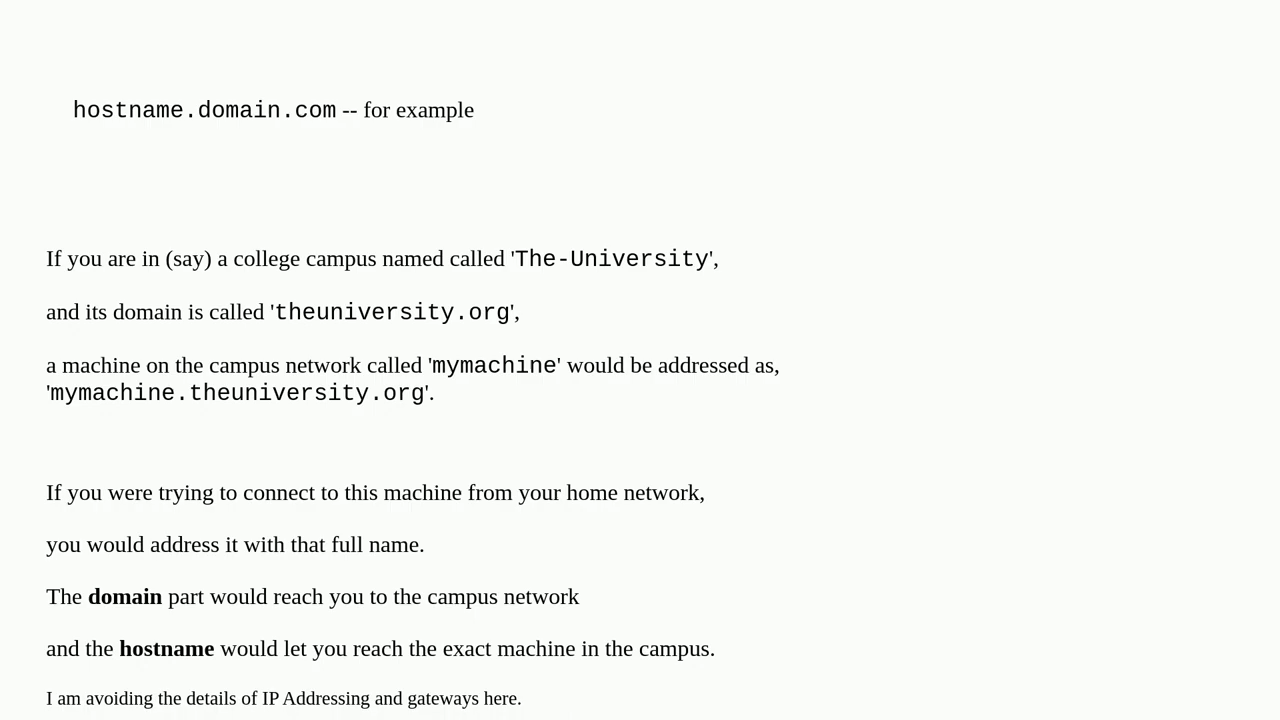 hostname.domain.com -- for example
If you are in (say) a college campus named called 'The-University',
and its domain is called 'theuniversity.org',
a machine on the campus network called 'mymachine' would be addressed as,
'mymachine.theuniversity.org'.
If you were trying to connect to this machine from your home network,
you would address it with that full name.
The domain part would reach you to the campus network
and the hostname would let you reach the exact machine in the campus.
I am avoiding the details of IP Addressing and gateways here.